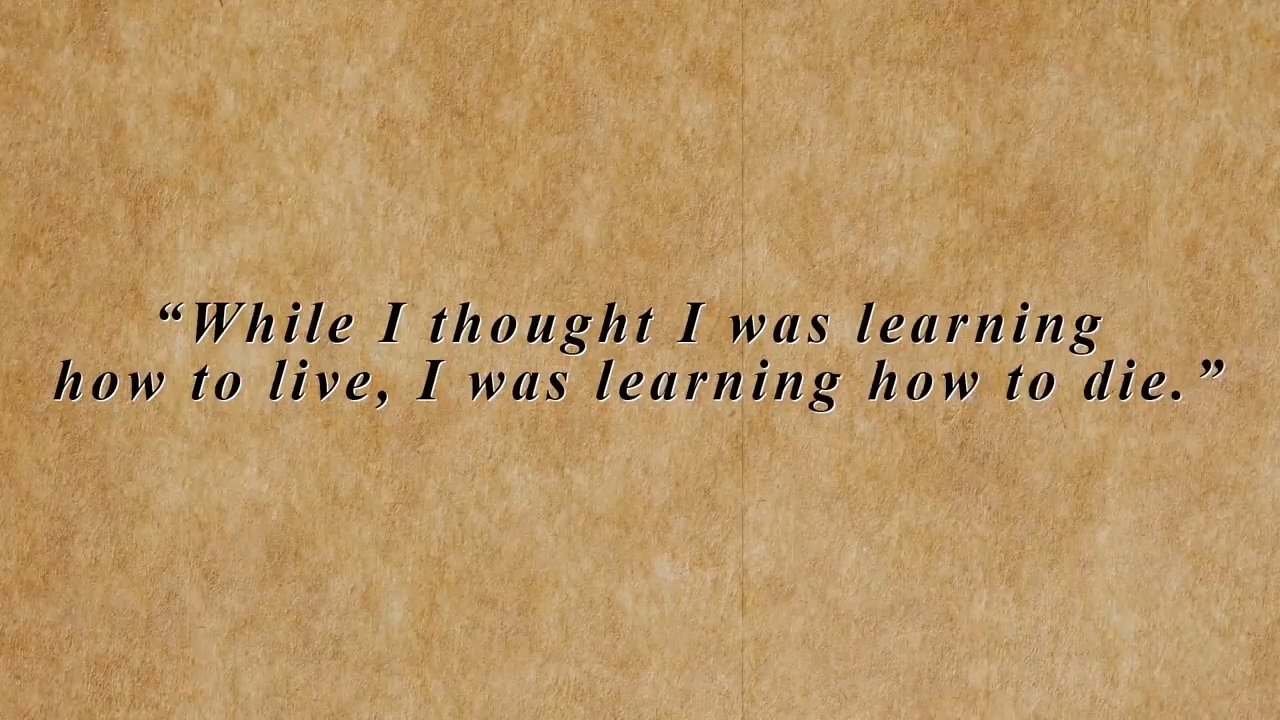 “While I thought I was learning
how to live, I was learning how to die.”